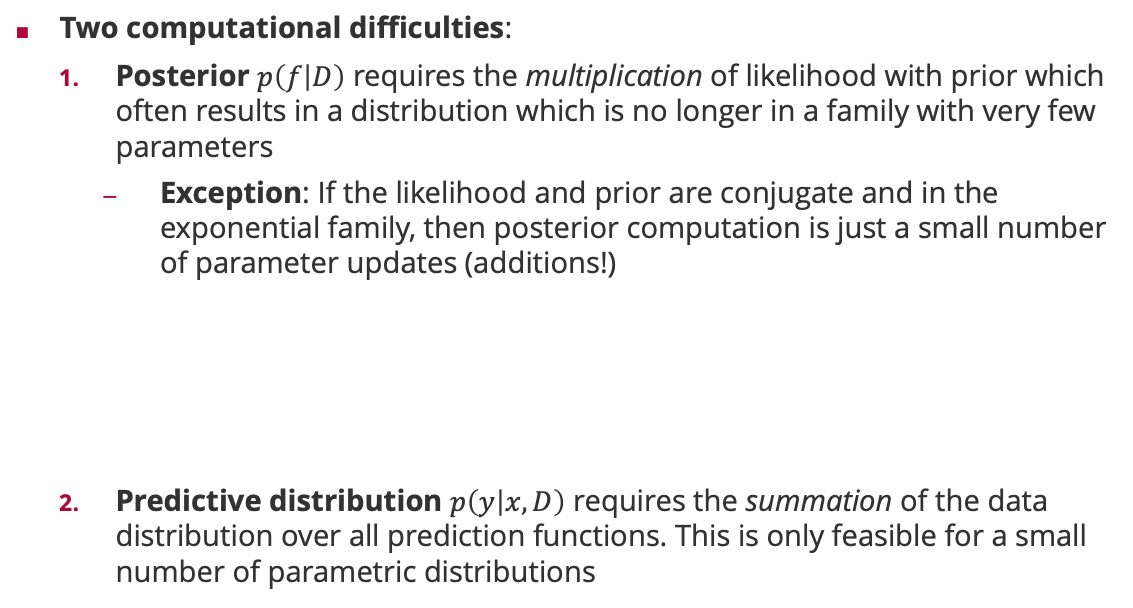 ▪ Two computational difficulties:
1. Posterior p(f|D) requires the multiplication of likelihood with prior which
often results in a distribution which is no longer in a family with very few
parameters
– Exception: If the likelihood and prior are conjugate and in the
exponential family, then posterior computation is just a small number
of parameter updates (additions!)
2. Predictive distribution p(y|x, D) requires the summation of the data
distribution over all prediction functions. This is only feasible for a small
number of parametric distributions